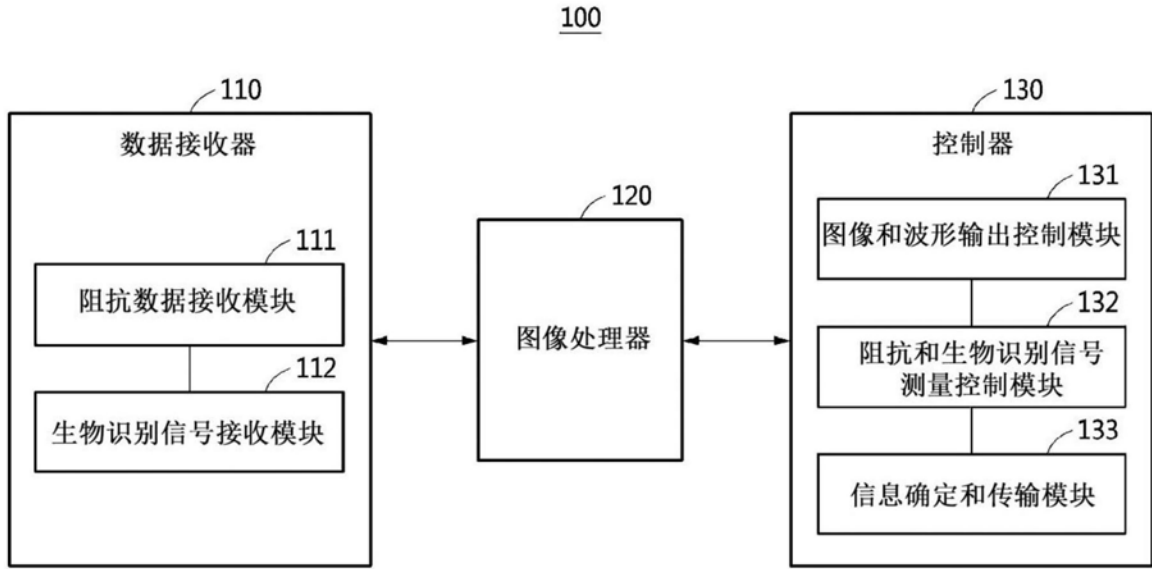 100
110
数据接收器
111
阻抗数据接收模块
112
生物识别信号接收模块
120
图像处理器
130
控制器
131
图像和波形输出控制模块
132
阻抗和生物识别信号
测量控制模块
133
信息确定和传输模块